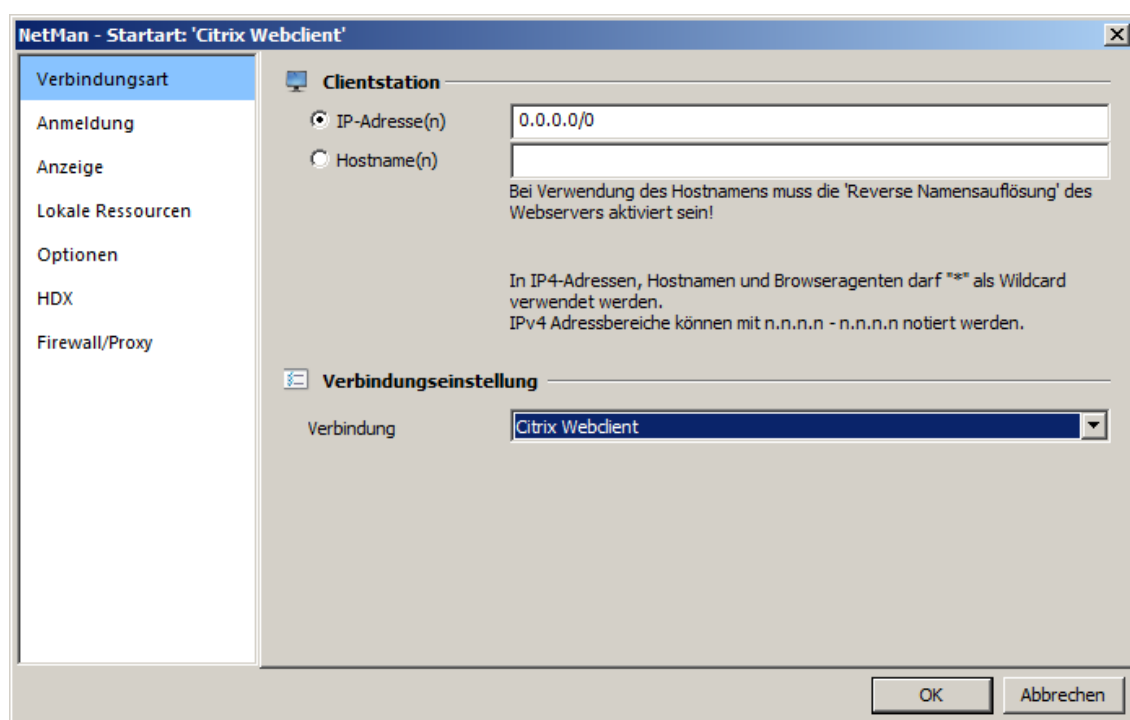 NetMan - Startart: 'Citrix Webclient'
Verbindungsart
Anmeldung
Anzeige
Lokale Ressourcen
Optionen
HDX
Firewall/Proxy
Clientstation
IP-Adresse(n) 0.0.0.0/0
Hostname(n)
Bei Verwendung des Hostnamens muss die 'Reverse Namensauflösung' des
Webservers aktiviert sein!
In IP4-Adressen, Hostnamen und Browseragenten darf "*" als Wildcard
verwendet werden.
IPv4 Adressbereiche können mit n.n.n.n - n.n.n.n notiert werden.
Verbindungseinstellung
Verbindung Citrix Webclient
OK Abbrechen